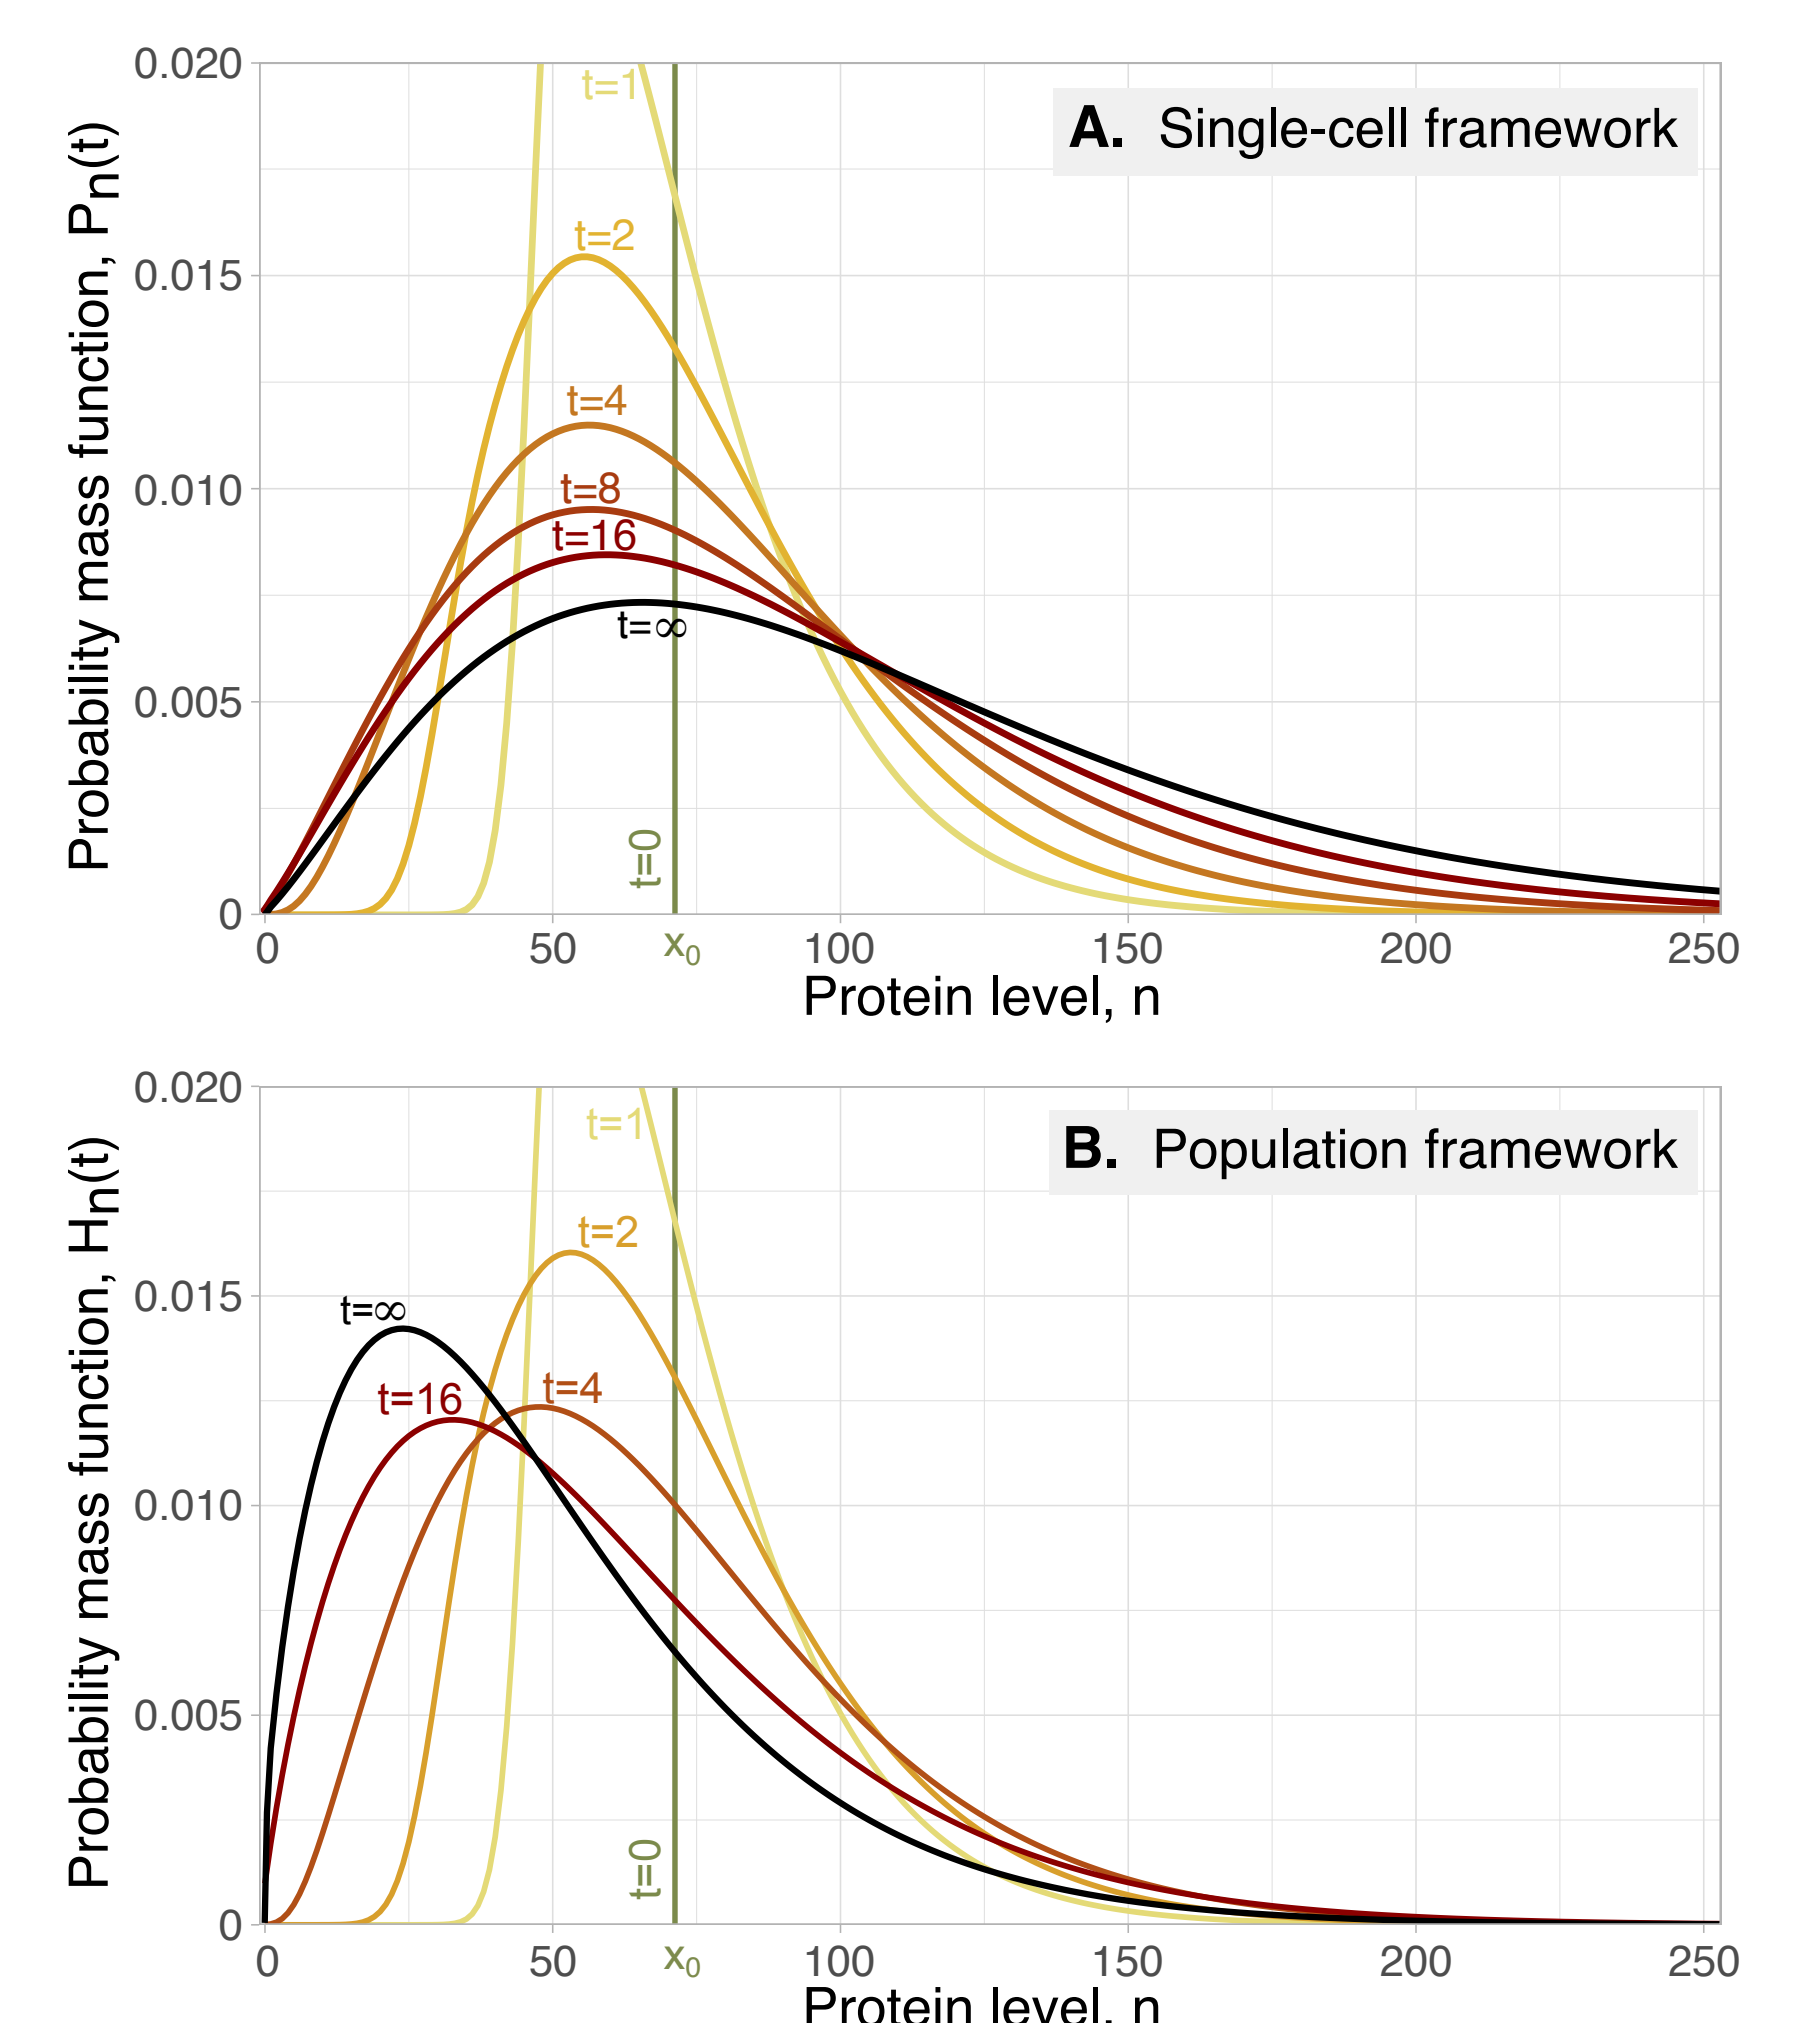 0.020
0.015
0.010
0.005
0
Probability mass function, Pn(t)
A. Single-cell framework
t=1
t=2
t=4
t=8
t=16
t=∞
t=0
0 50 x0 100 150 200 250
Protein level, n
0.020
0.015
0.010
0.005
0
Probability mass function, Hn(t)
B. Population framework
t=1
t=2
t=∞
t=4
t=16
t=0
0 50 x0 100 150 200 250
Protein level, n